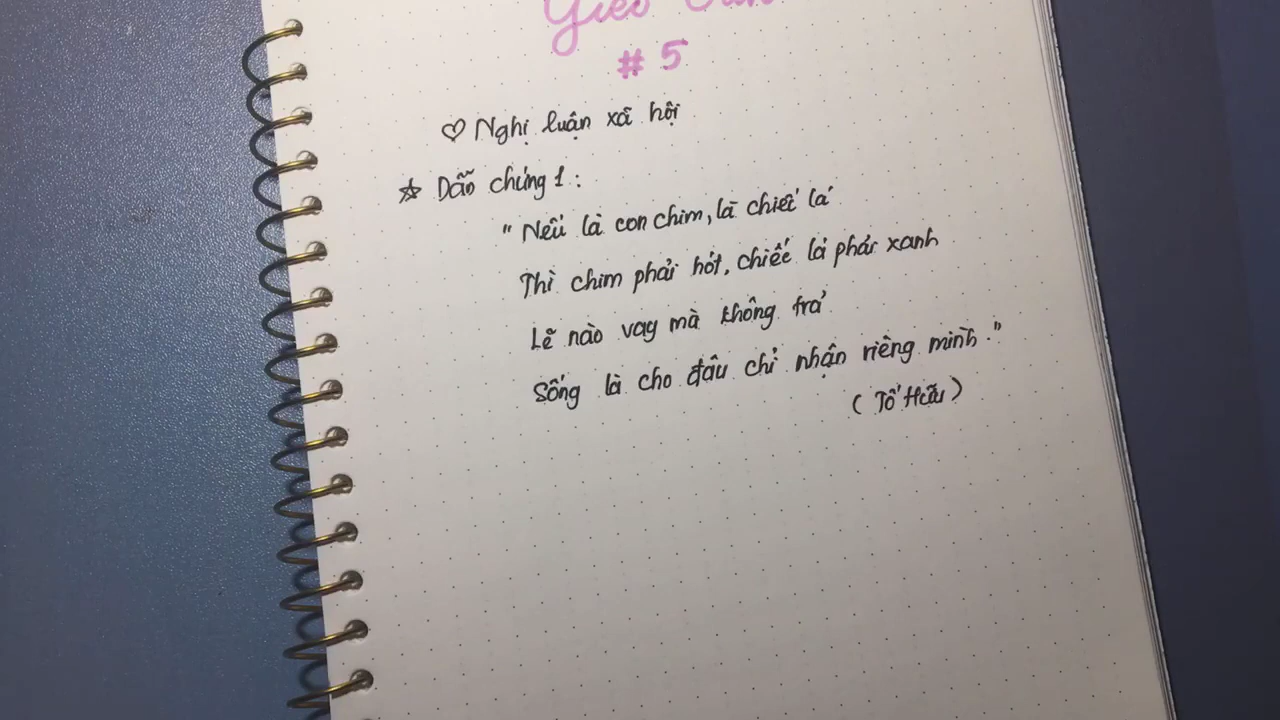 # 5
Nghị luận xã hội
Dẫn chứng 1 :
" Nếu là con chim, là chiếc lá
Thì chim phải hót, chiếc lá phải xanh
Lẽ nào vay mà không trả
Sống là cho đâu chỉ nhận riêng mình."
( Tố Hữu )